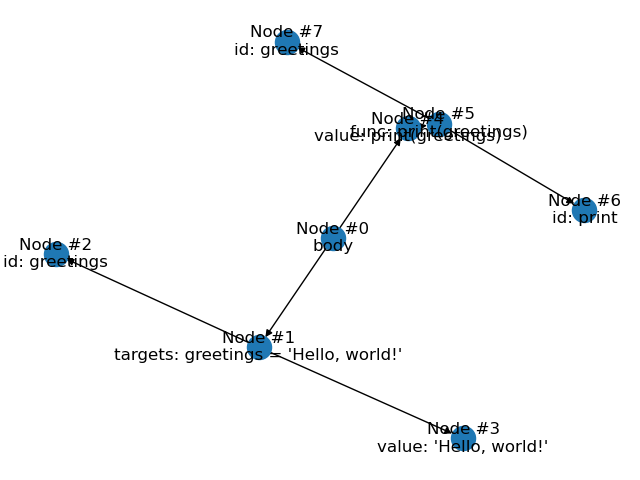 Node #7
id: greetings
Node #5
func: print(greetings)
Node #4
value: print(greetings)
Node #6
id: print
Node #0
body
Node #2
id: greetings
Node #1
targets: greetings = 'Hello, world!'
Node #3
value: 'Hello, world!'